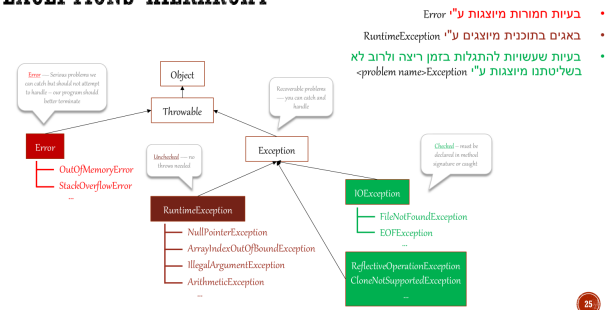 EXCEPTIONS HIERARCHY
• בעיות חמורות מיוצגות ע"י Error
• באגים בתוכנית מיוצגים ע"י RuntimeException
• בעיות שעשויות להתגלות בזמן ריצה ולרוב לא
בשליטתנו מיוצגות ע"י <problem name>Exception
Error — Serious problems we
can catch but should not attempt
to handle – our program should
better terminate
Object
Recoverable problems
— you can catch and
handle
Throwable
Error
OutOfMemoryError
StackOverflowError
...
Unchecked — no
throws needed
Exception
Checked – must be
declared in method
signature or caught
RuntimeException
NullPointerException
ArrayIndexOutOfBoundException
IllegalArgumentException
ArithmeticException
...
IOException
FileNotFoundException
EOFException
...
ReflectiveOperationException
CloneNotSupportedException
...
25